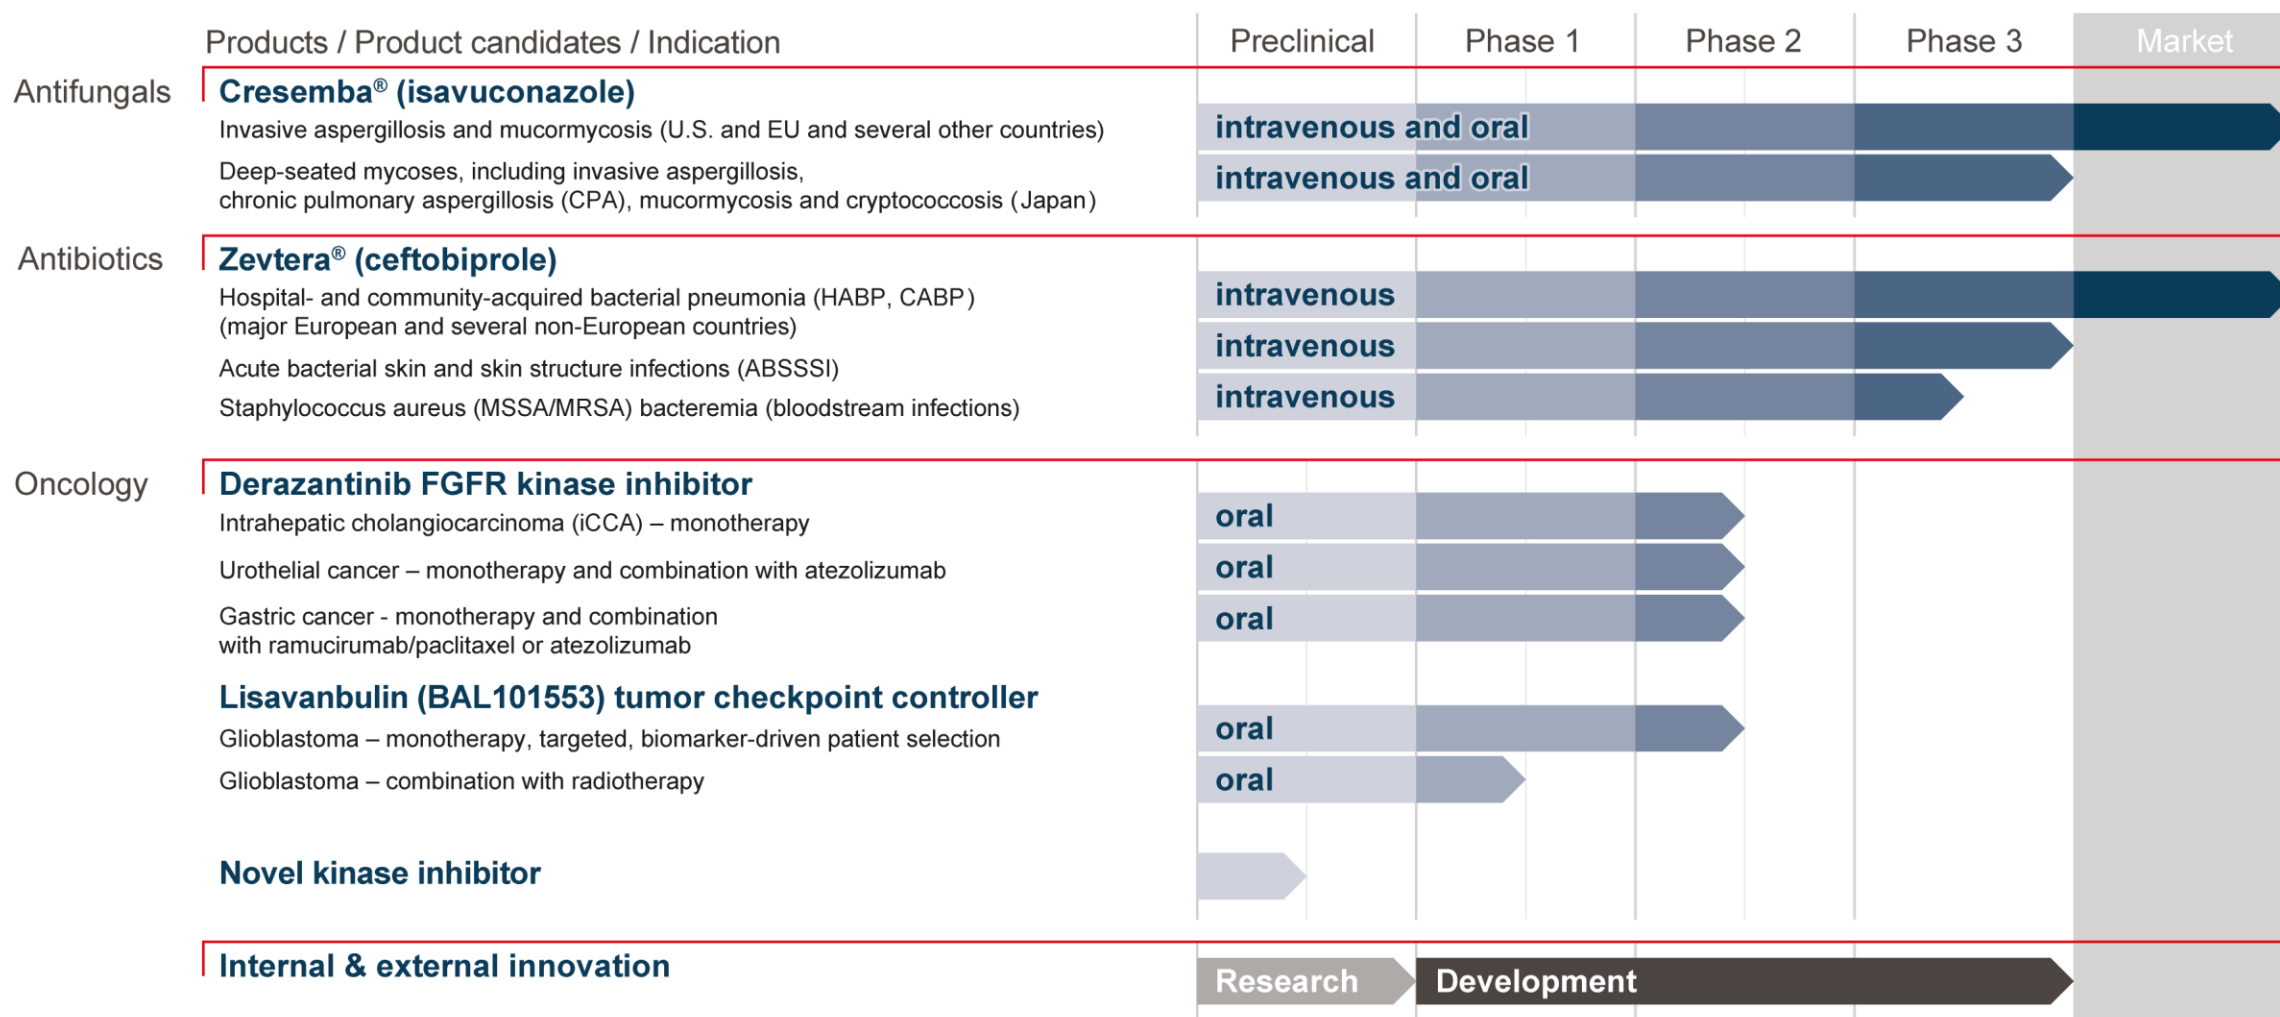 Products / Product candidates / Indication
Preclinical
Phase 1
Phase 2
Phase 3
Market
Antifungals
Cresemba® (isavuconazole)
Invasive aspergillosis and mucormycosis (U.S. and EU and several other countries)
intravenous and oral
Deep-seated mycoses, including invasive aspergillosis,
chronic pulmonary aspergillosis (CPA), mucormycosis and cryptococcosis (Japan)
intravenous and oral
Antibiotics
Zevtera® (ceftobiprole)
Hospital- and community-acquired bacterial pneumonia (HABP, CABP)
(major European and several non-European countries)
intravenous
Acute bacterial skin and skin structure infections (ABSSSI)
intravenous
Staphylococcus aureus (MSSA/MRSA) bacteremia (bloodstream infections)
intravenous
Oncology
Derazantinib FGFR kinase inhibitor
Intrahepatic cholangiocarcinoma (iCCA) – monotherapy
oral
Urothelial cancer – monotherapy and combination with atezolizumab
oral
Gastric cancer - monotherapy and combination
with ramucirumab/paclitaxel or atezolizumab
oral
Lisavanbulin (BAL101553) tumor checkpoint controller
Glioblastoma – monotherapy, targeted, biomarker-driven patient selection
oral
Glioblastoma – combination with radiotherapy
oral
Novel kinase inhibitor
Internal & external innovation
Research
Development